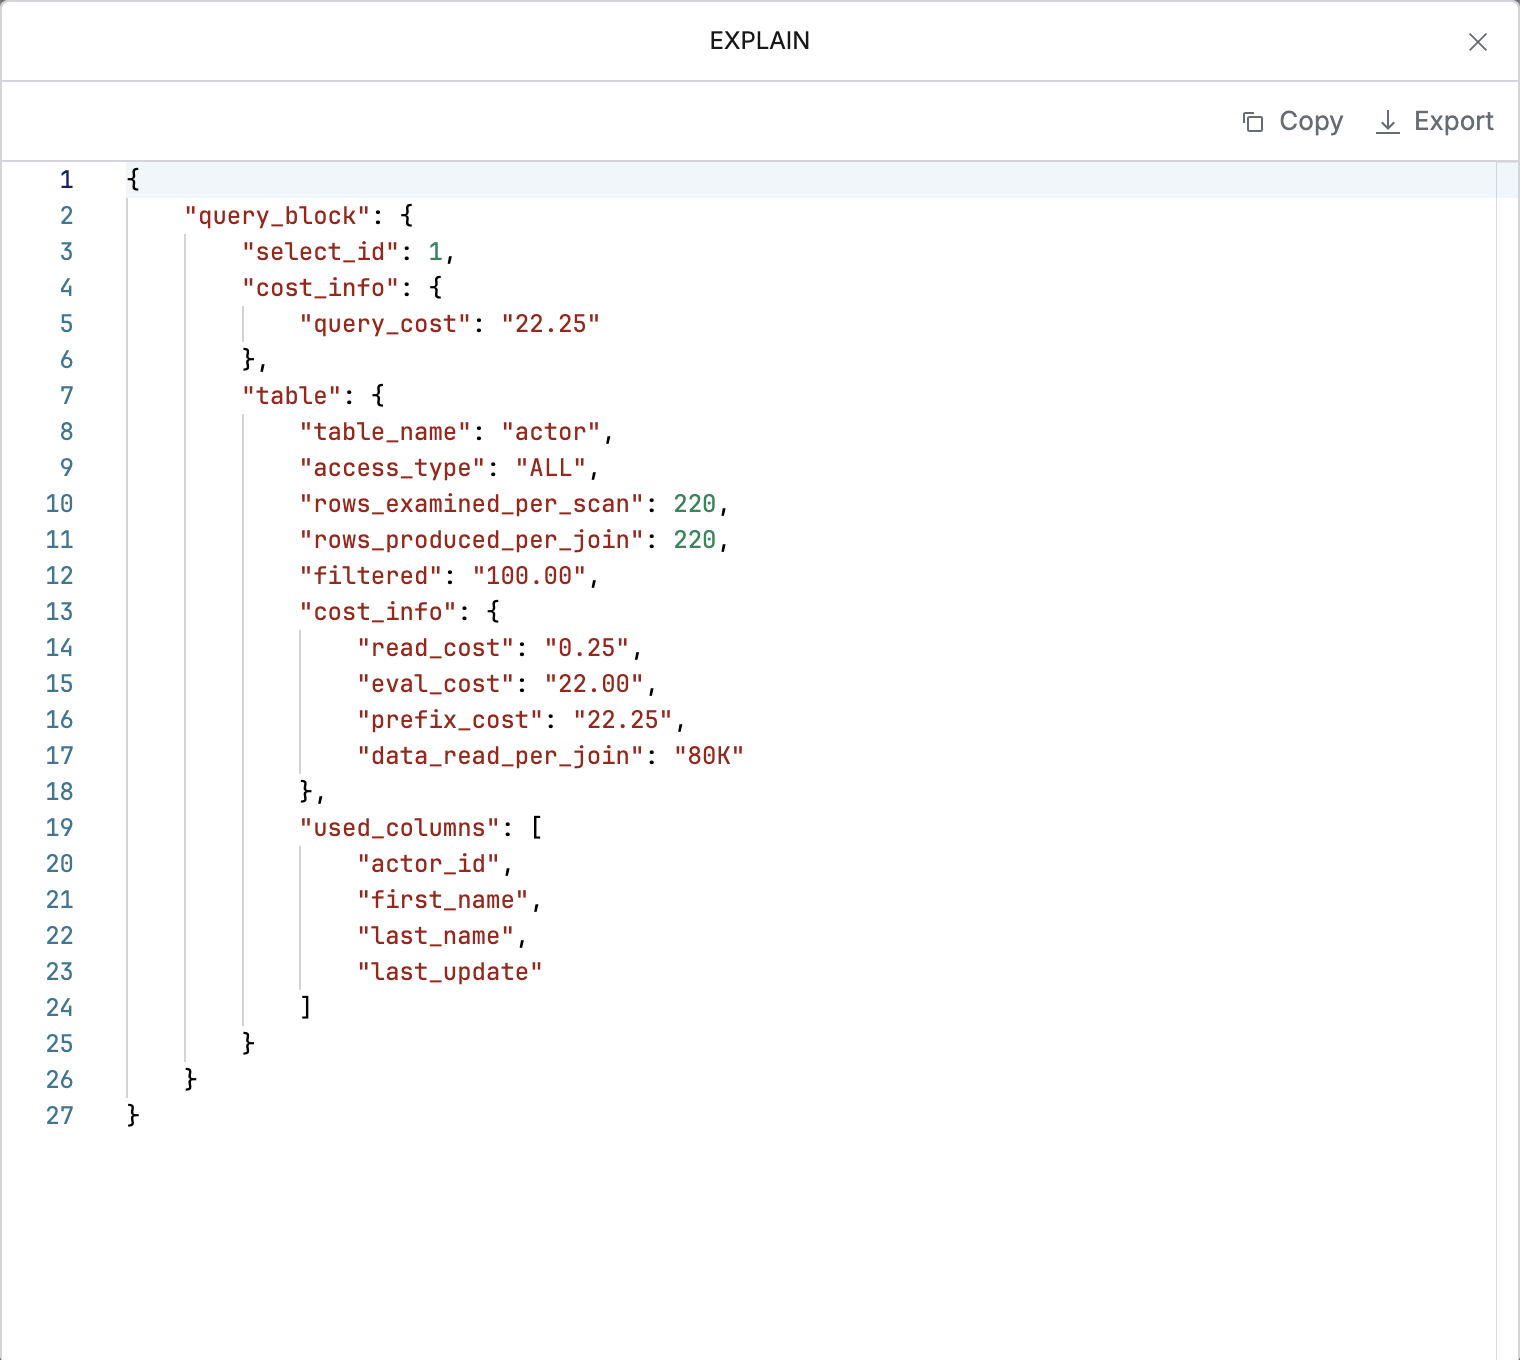 EXPLAIN
Copy Export
1 {
2     "query_block": {
3         "select_id": 1,
4         "cost_info": {
5             "query_cost": "22.25"
6         },
7         "table": {
8             "table_name": "actor",
9             "access_type": "ALL",
10             "rows_examined_per_scan": 220,
11             "rows_produced_per_join": 220,
12             "filtered": "100.00",
13             "cost_info": {
14                 "read_cost": "0.25",
15                 "eval_cost": "22.00",
16                 "prefix_cost": "22.25",
17                 "data_read_per_join": "80K"
18             },
19             "used_columns": [
20                 "actor_id",
21                 "first_name",
22                 "last_name",
23                 "last_update"
24             ]
25         }
26     }
27 }